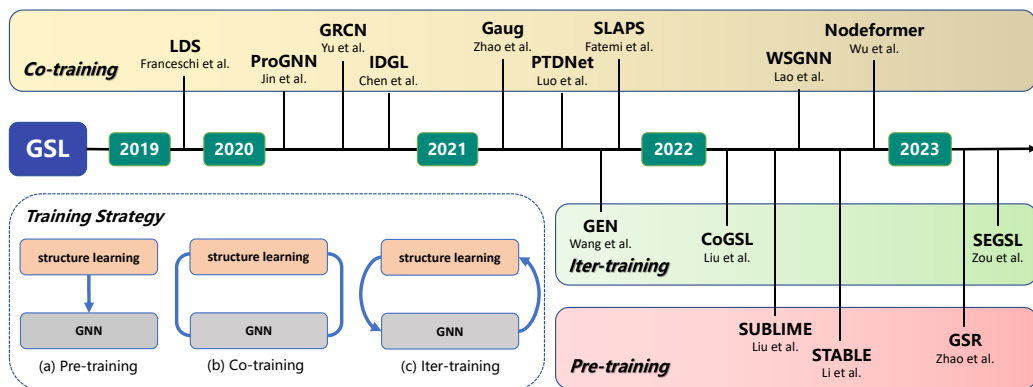 Co-training
LDS
Franceschi et al.
ProGNN
Jin et al.
GRCN
Yu et al.
IDGL
Chen et al.
Gaug
Zhao et al.
PTDNet
Luo et al.
SLAPS
Fatemi et al.
WSGNN
Lao et al.
Nodeformer
Wu et al.
GSL
2019
2020
2021
2022
2023
Training Strategy
structure learning
GNN
(a) Pre-training
structure learning
GNN
(b) Co-training
structure learning
GNN
(c) Iter-training
GEN
Wang et al.
Iter-training
CoGSL
Liu et al.
SEGSL
Zou et al.
Pre-training
SUBLIME
Liu et al.
STABLE
Li et al.
GSR
Zhao et al.